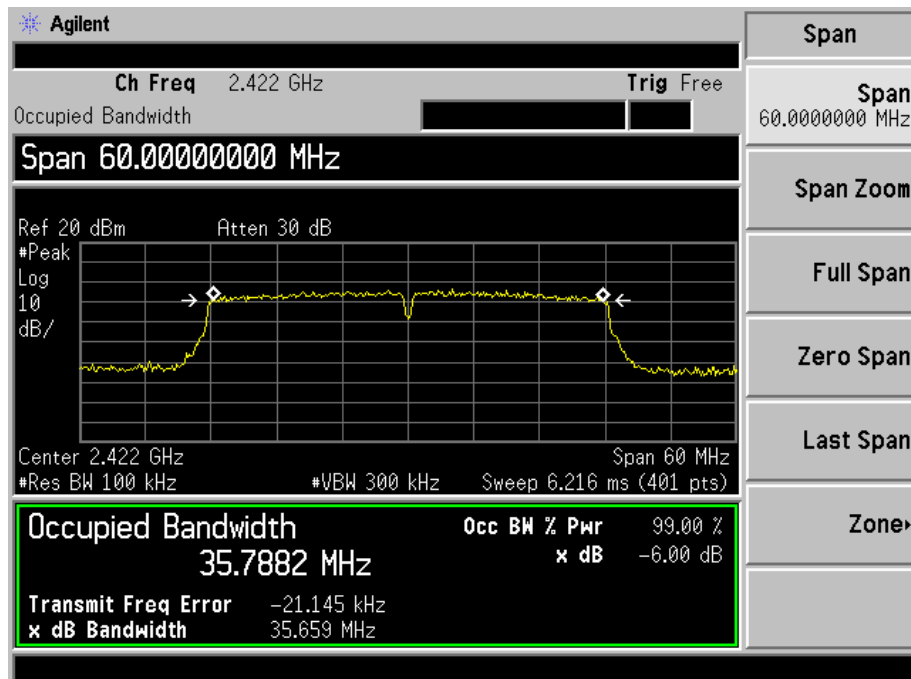 Agilent
Span
Ch Freq 2.422 GHz Trig Free
Occupied Bandwidth
Span 60.00000000 MHz
Ref 20 dBm Atten 30 dB
#Peak
Log
10
dB/
Center 2.422 GHz Span 60 MHz
#Res BW 100 kHz #VBW 300 kHz Sweep 6.216 ms (401 pts)
Occupied Bandwidth
35.7882 MHz
Occ BW % Pwr 99.00 %
x dB -6.00 dB
Transmit Freq Error -21.145 kHz
x dB Bandwidth 35.659 MHz
Span
60.0000000 MHz
Span Zoom
Full Span
Zero Span
Last Span
Zone